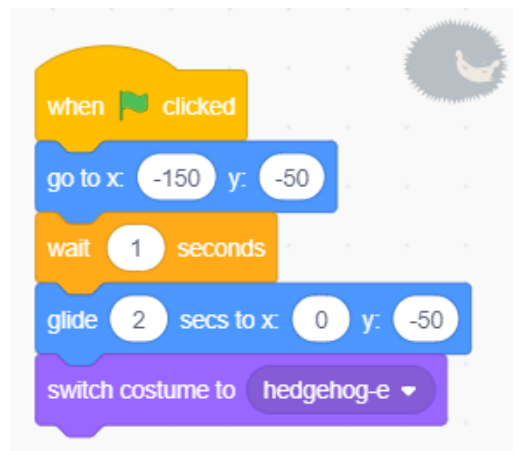 when clicked
go to x: -150 y: -50
wait 1 seconds
glide 2 secs to x: 0 y: -50
switch costume to hedgehog-e